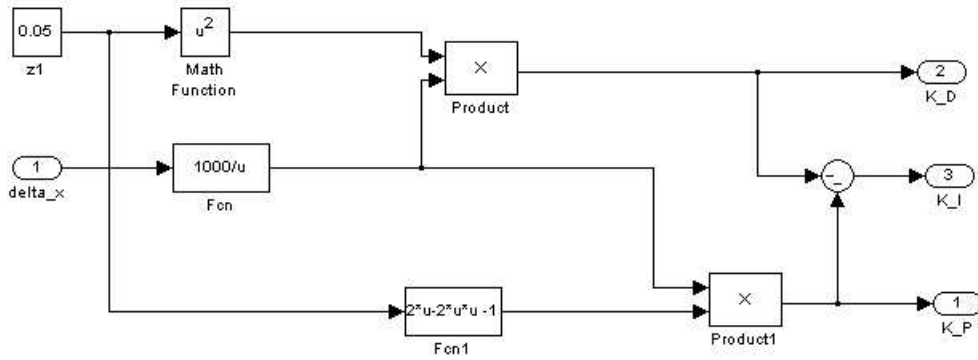 0.05
z1
u²
Math
Function
×
Product
2
K_D
1
delta_x
1000/u
Fcn
3
K_I
2*u-2*u*u -1
Fcn1
×
Product1
1
K_P